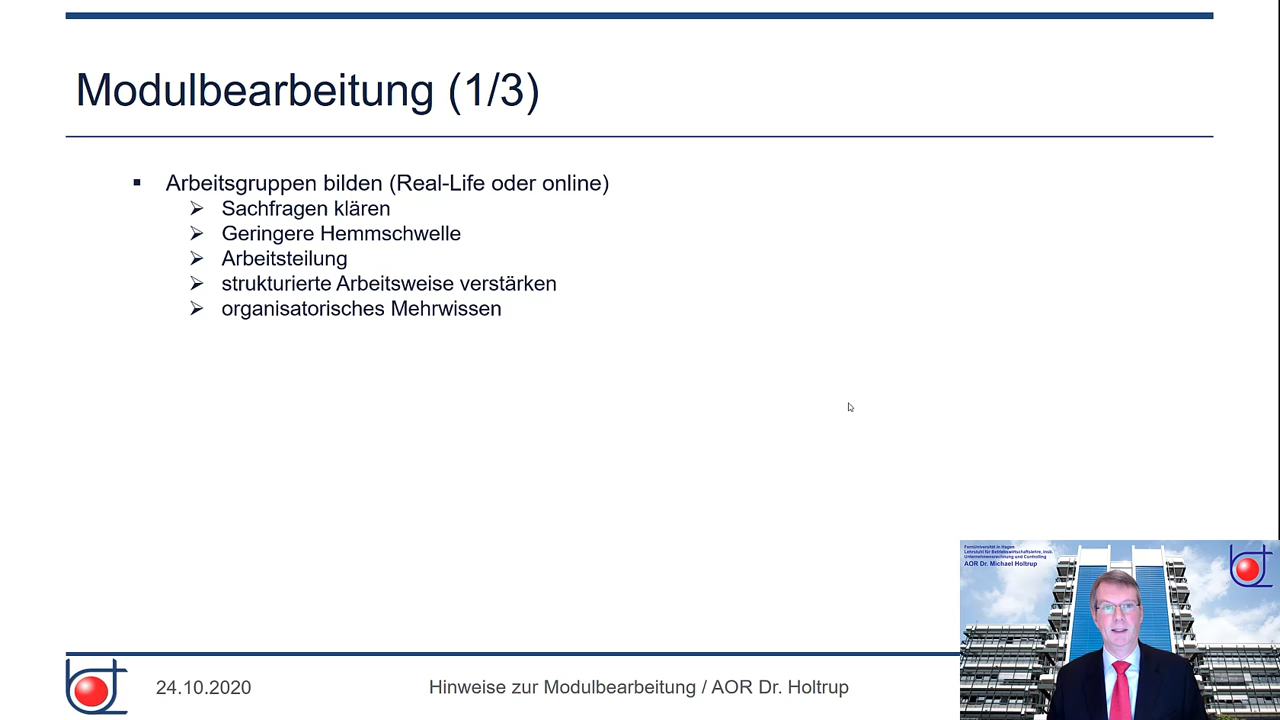 Modulbearbeitung (1/3)
▪ Arbeitsgruppen bilden (Real-Life oder online)
➢ Sachfragen klären
➢ Geringere Hemmschwelle
➢ Arbeitsteilung
➢ strukturierte Arbeitsweise verstärken
➢ organisatorisches Mehrwissen
FernUniversität in Hagen
Lehrstuhl für Betriebswirtschaftslehre, insb.
Unternehmensrechnung und Controlling
AOR Dr. Michael Holtrup
24.10.2020
Hinweise zur Modulbearbeitung / AOR Dr. Holtrup